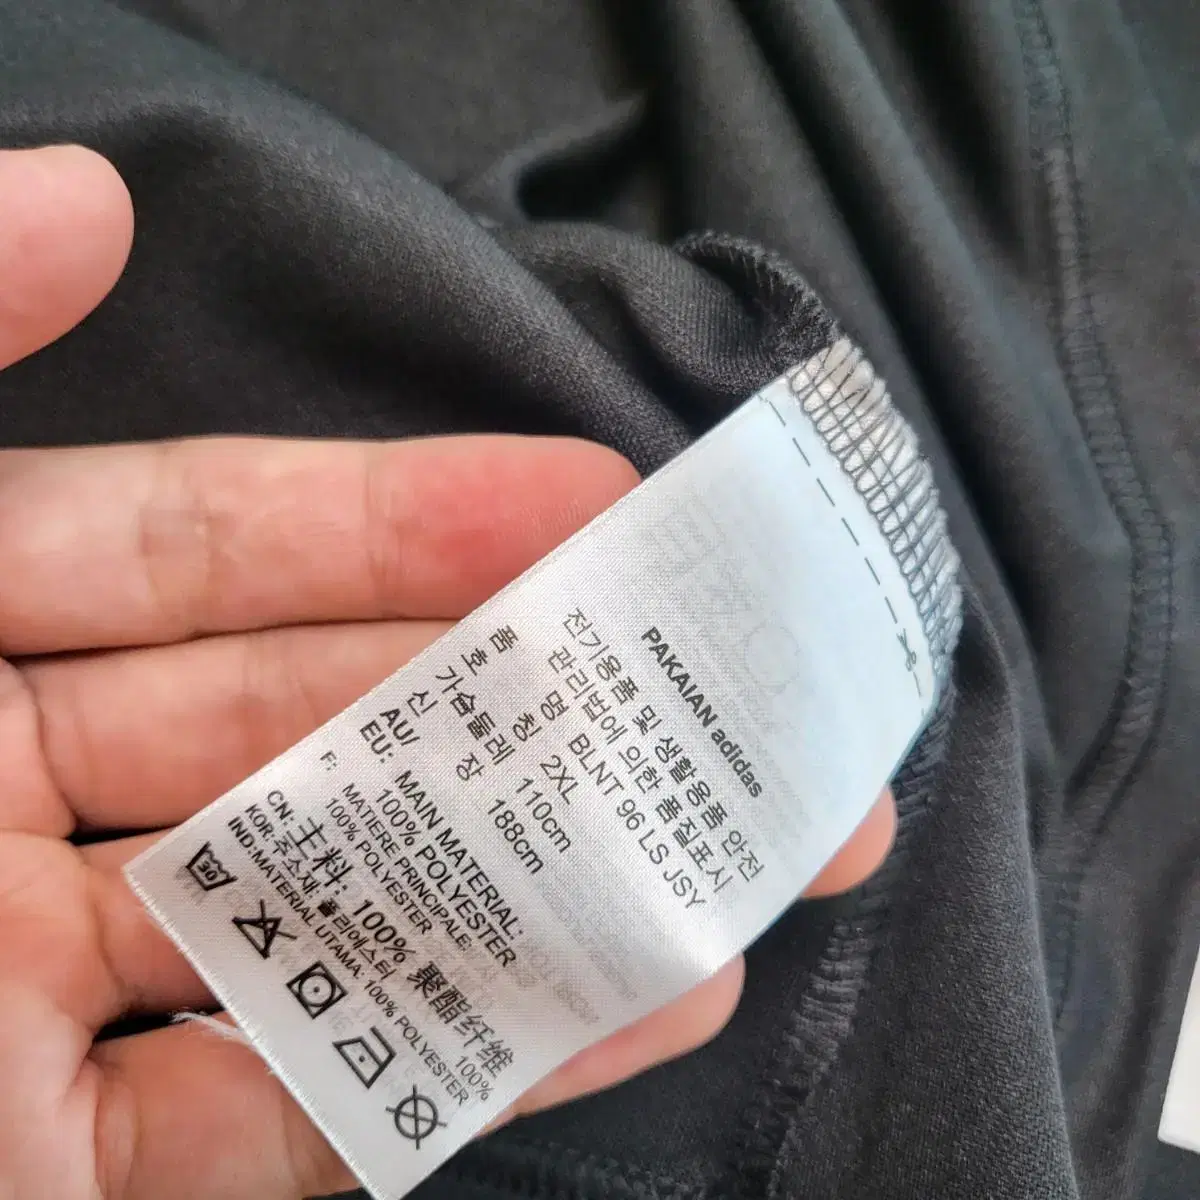 PAKAIAN adidas
전기용품 및 생활용품 안전
관리법에 의한 품질표시
품 명 BLNT 96 LS JSY
호 칭 2XL
가슴둘레 110cm
신 장 188cm
AU/
EU: MAIN MATERIAL:
100% POLYESTER
F: MATIERE PRINCIPALE:
100% POLYESTER
CN: 主料: 100% 聚酯纤维
KOR:주소재: 폴리에스터 100%
IND:MATERIAL UTAMA: 100% POLYESTER
30